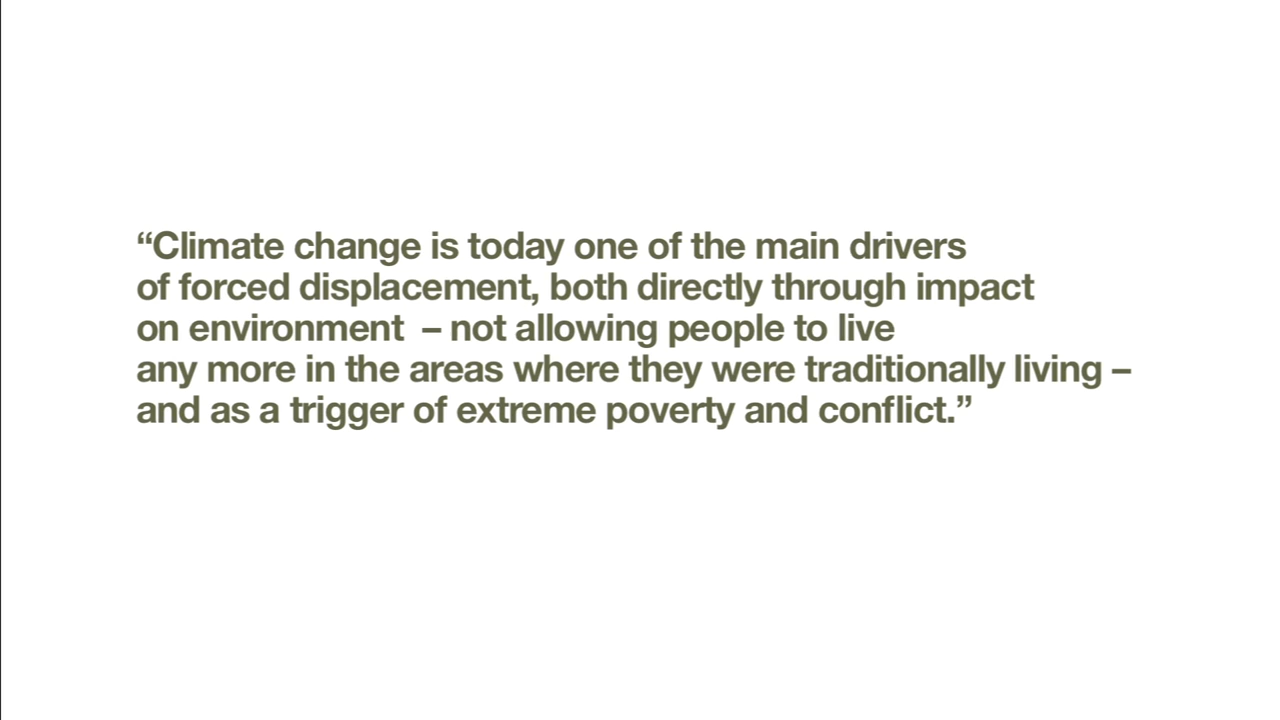 “Climate change is today one of the main drivers
of forced displacement, both directly through impact
on environment  – not allowing people to live
any more in the areas where they were traditionally living –
and as a trigger of extreme poverty and conflict.”